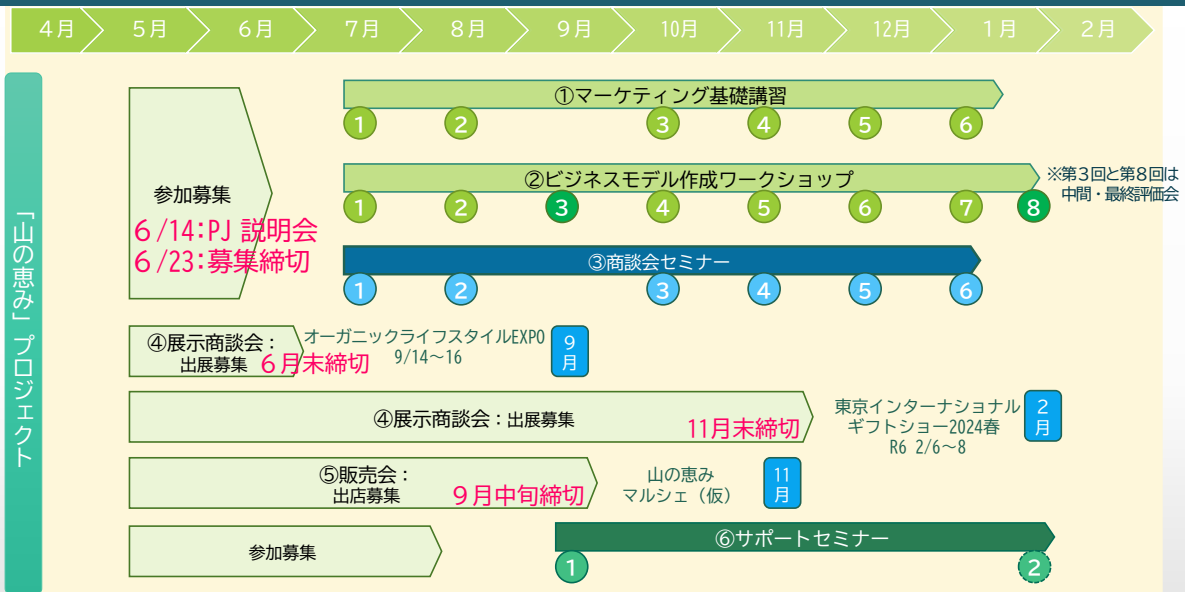 4月
5月
6月
7月
8月
9月
10月
11月
12月
1月
2月
「山の恵み」プロジェクト
参加募集
6/14:PJ 説明会
6/23:募集締切
①マーケティング基礎講習
1
2
3
4
5
6
②ビジネスモデル作成ワークショップ
※第3回と第8回は
中間・最終評価会
1
2
3
4
5
6
7
8
③商談会セミナー
1
2
3
4
5
6
④展示商談会：
出展募集 6月末締切
オーガニックライフスタイルEXPO
9/14～16
9
月
④展示商談会：出展募集
11月末締切
東京インターナショナル
ギフトショー2024春
R6 2/6～8
2
月
⑤販売会：
出店募集 9月中旬締切
山の恵み
マルシェ（仮）
11
月
参加募集
⑥サポートセミナー
1
2